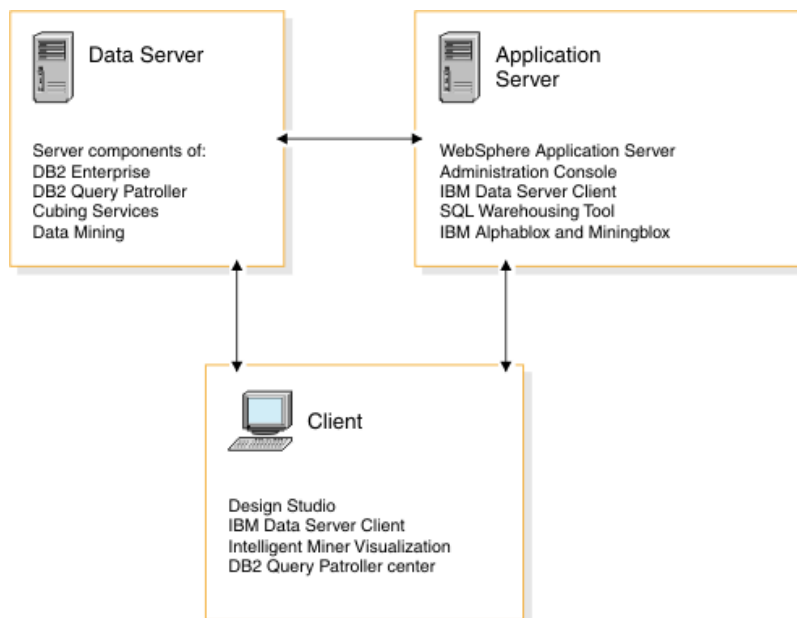 Data Server
Server components of:
DB2 Enterprise
DB2 Query Patroller
Cubing Services
Data Mining
Application
Server
WebSphere Application Server
Administration Console
IBM Data Server Client
SQL Warehousing Tool
IBM Alphablox and Miningblox
Client
Design Studio
IBM Data Server Client
Intelligent Miner Visualization
DB2 Query Patroller center